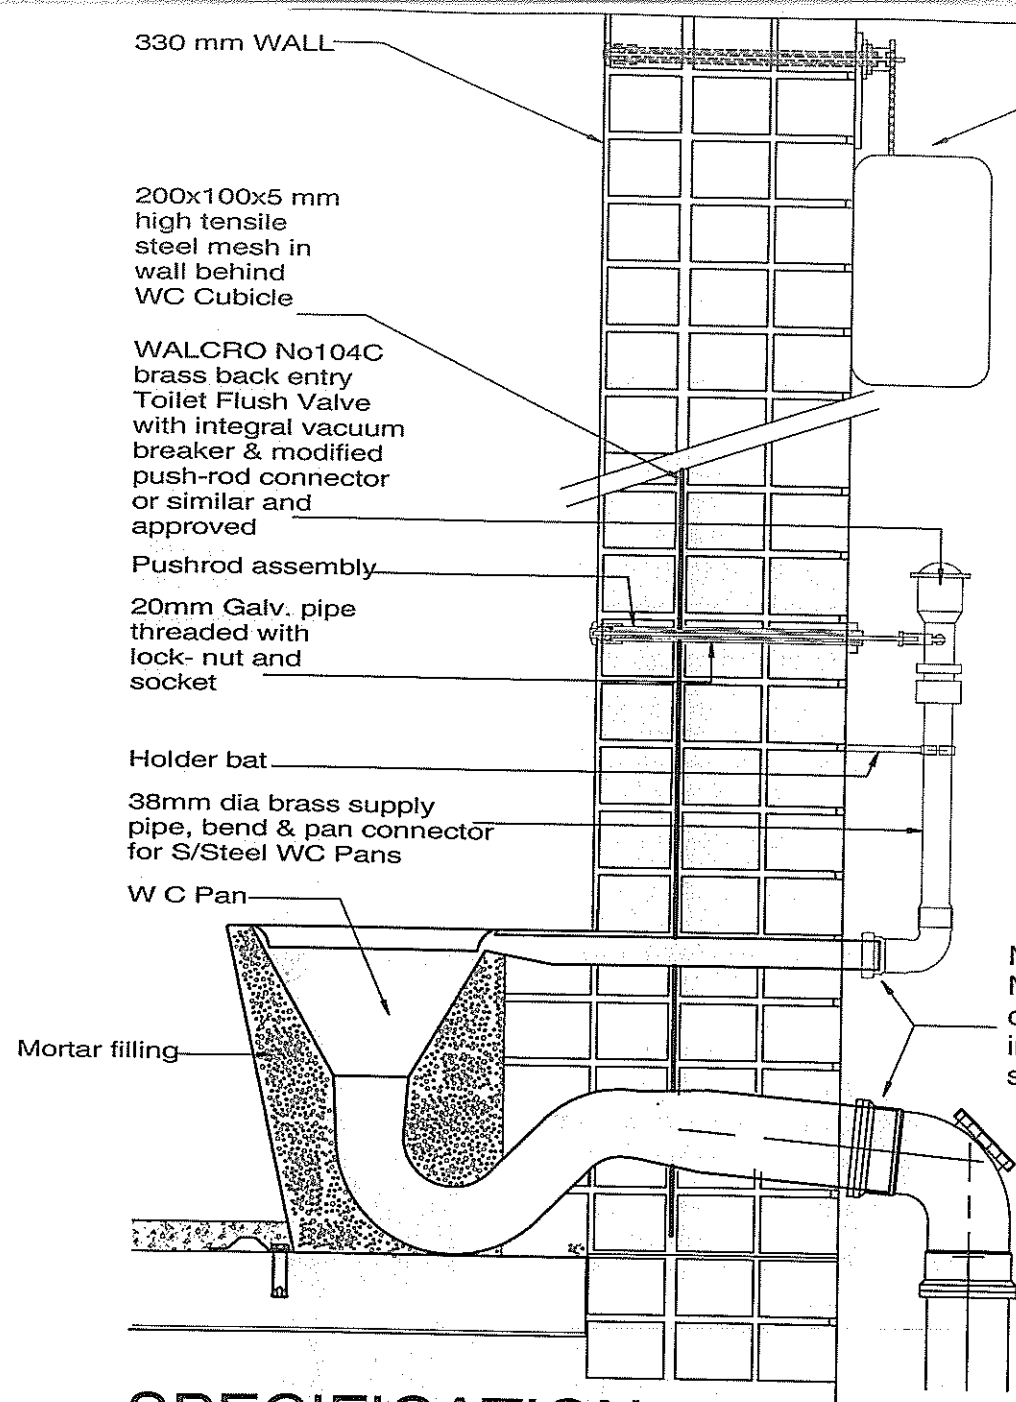 330 mm WALL
200x100x5 mm
high tensile
steel mesh in
wall behind
WC Cubicle
WALCRO No104C
brass back entry
Toilet Flush Valve
with integral vacuum
breaker & modified
push-rod connector
or similar and
approved
Pushrod assembly
20mm Galv. pipe
threaded with
lock- nut and
socket
Holder bat
38mm dia brass supply
pipe, bend & pan connector
for S/Steel WC Pans
W C Pan
Mortar filling
SPECIFICATION